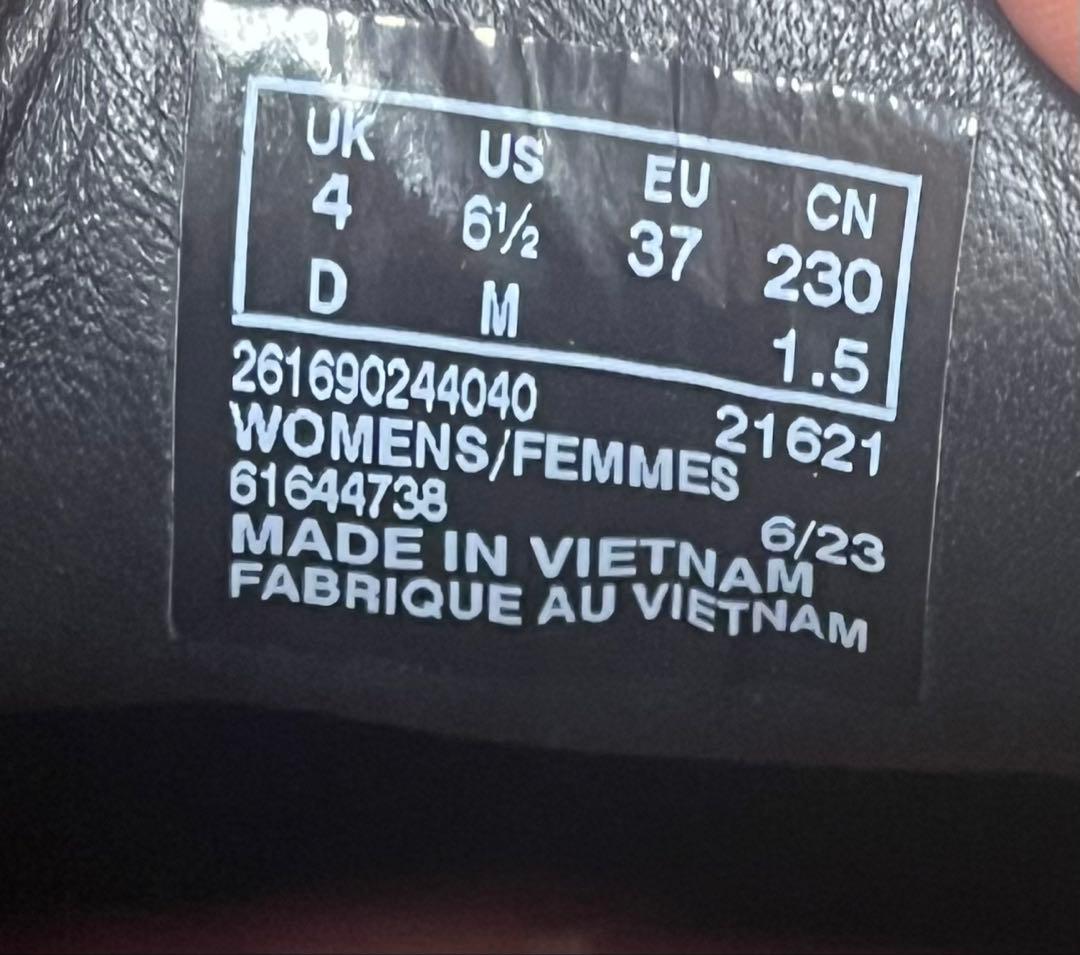 UK US EU CN
4 6½ 37 230
D M 1.5
261690244040 21621
WOMENS/FEMMES
61644738 6/23
MADE IN VIETNAM
FABRIQUE AU VIETNAM